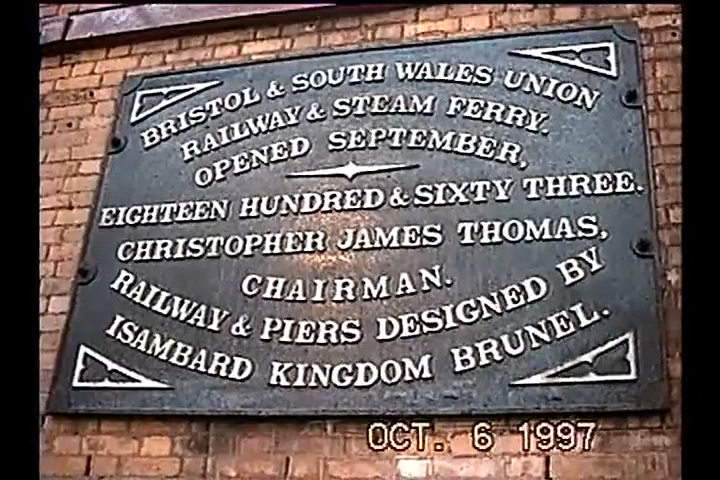 BRISTOL & SOUTH WALES UNION
RAILWAY & STEAM FERRY.
OPENED SEPTEMBER,
EIGHTEEN HUNDRED & SIXTY THREE.
CHRISTOPHER JAMES THOMAS,
CHAIRMAN.
RAILWAY & PIERS DESIGNED BY
ISAMBARD KINGDOM BRUNEL.
OCT. 6 1997